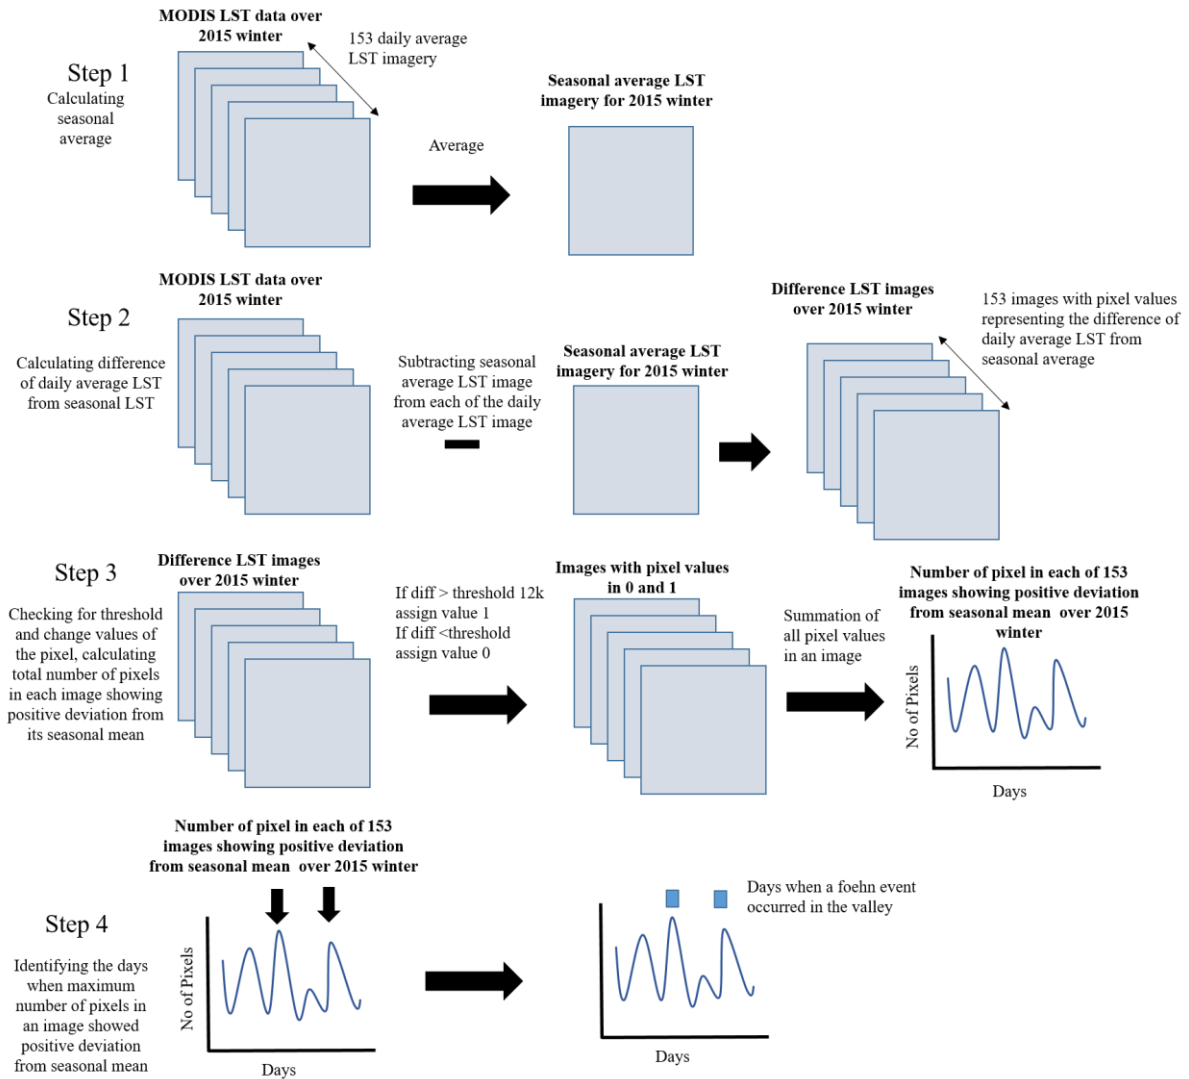 Step 1
Calculating
seasonal
average
MODIS LST data over
2015 winter
153 daily average
LST imagery
Average
Seasonal average LST
imagery for 2015 winter
Step 2
Calculating difference
of daily average LST
from seasonal LST
MODIS LST data over
2015 winter
Subtracting seasonal
average LST image
from each of the daily
average LST image
Seasonal average LST
imagery for 2015 winter
Difference LST images
over 2015 winter
153 images with pixel values
representing the difference of
daily average LST from
seasonal average
Step 3
Checking for threshold
and change values of
the pixel, calculating
total number of pixels
in each image showing
positive deviation from
its seasonal mean
Difference LST images
over 2015 winter
If diff > threshold 12k
assign value 1
If diff <threshold
assign value 0
Images with pixel values
in 0 and 1
Summation of
all pixel values
in an image
Number of pixel in each of 153
images showing positive deviation
from seasonal mean over 2015
winter
No of Pixels
Days
Step 4
Identifying the days
when maximum
number of pixels in
an image showed
positive deviation
from seasonal mean
Number of pixel in each of 153
images showing positive deviation
from seasonal mean over 2015 winter
No of Pixels
Days
Days when a foehn event
occurred in the valley
No of Pixels
Days